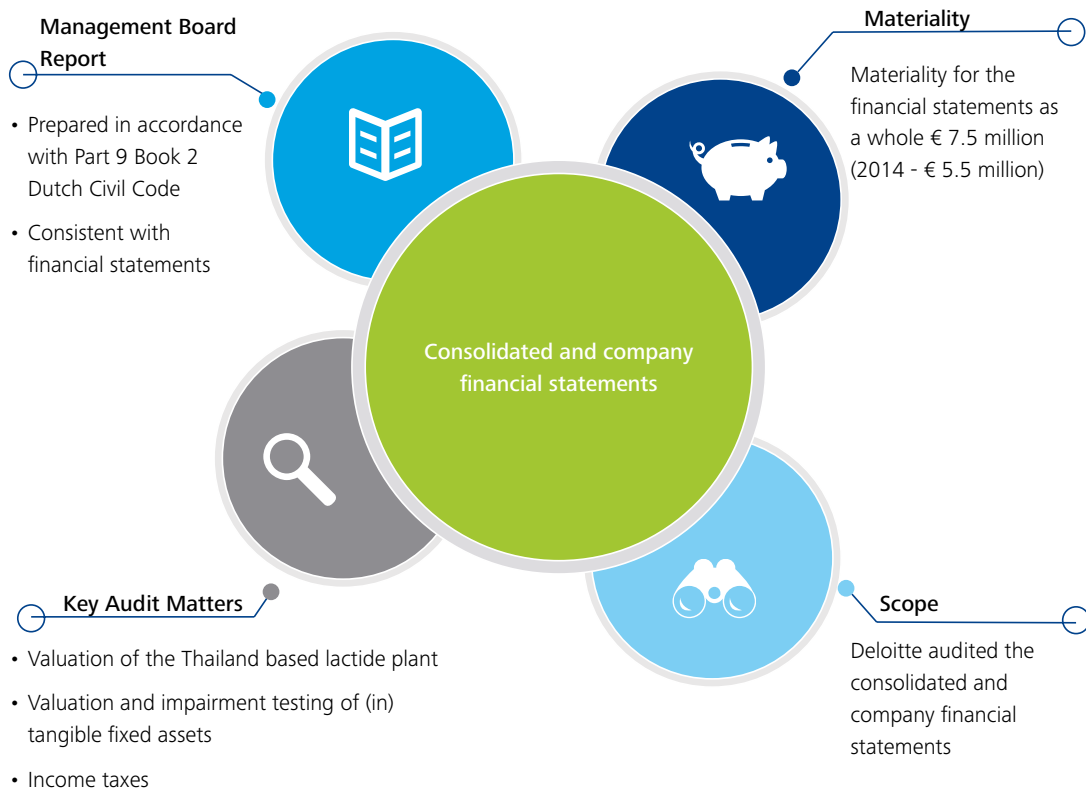 Management Board
Report
• Prepared in accordance
with Part 9 Book 2
Dutch Civil Code
• Consistent with
financial statements
Materiality
Materiality for the
financial statements as
a whole € 7.5 million
(2014 - € 5.5 million)
Consolidated and company
financial statements
Key Audit Matters
• Valuation of the Thailand based lactide plant
• Valuation and impairment testing of (in)
tangible fixed assets
• Income taxes
Scope
Deloitte audited the
consolidated and
company financial
statements